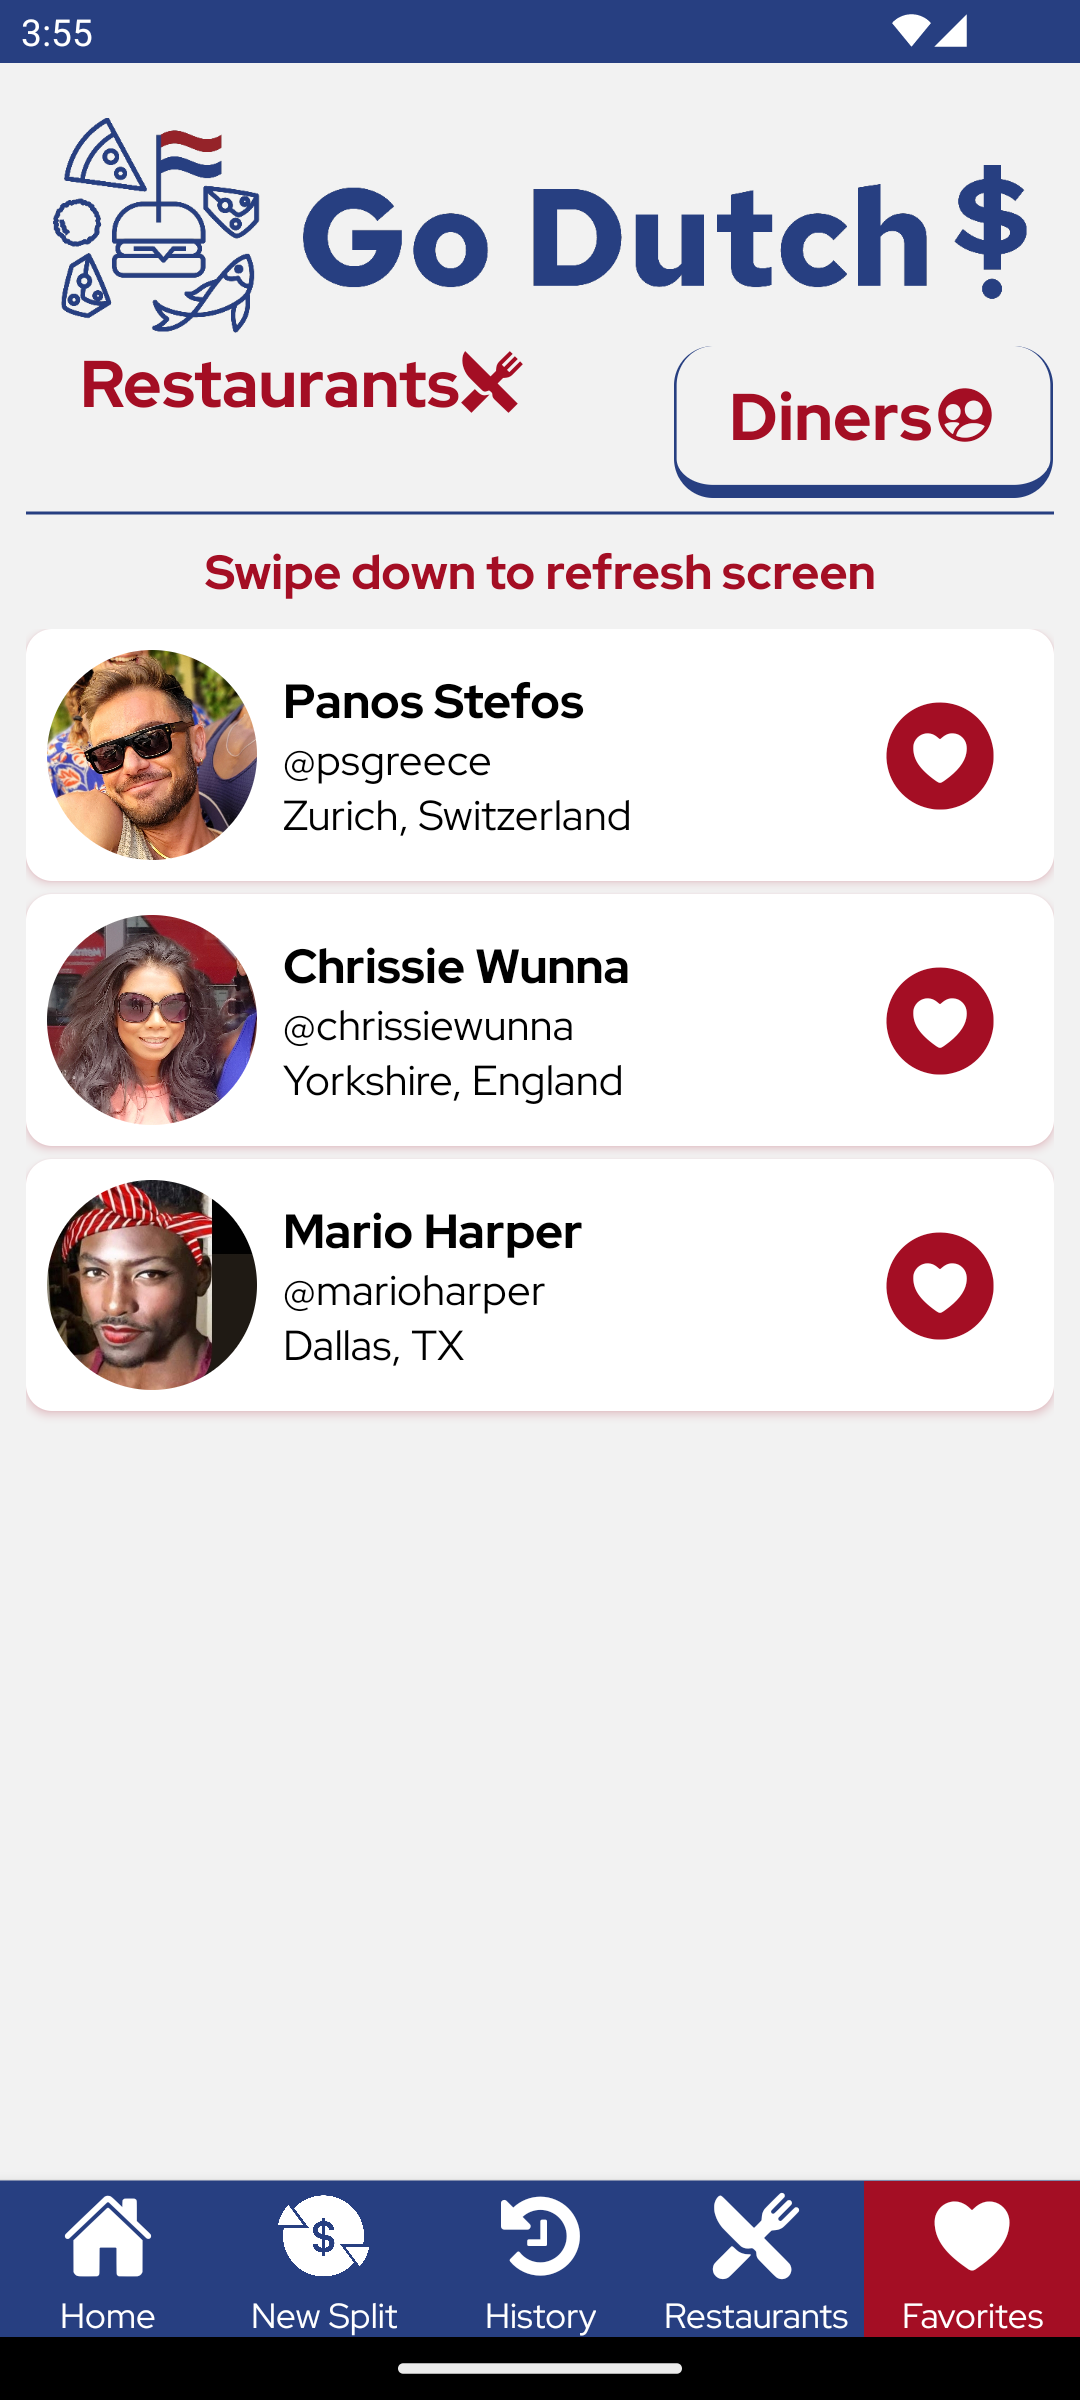 3:55
Go Dutch $
Restaurants
Diners
Swipe down to refresh screen
Panos Stefos
@psgreece
Zurich, Switzerland
Chrissie Wunna
@chrissiewunna
Yorkshire, England
Mario Harper
@marioharper
Dallas, TX
$
Home
New Split
History
Restaurants
Favorites